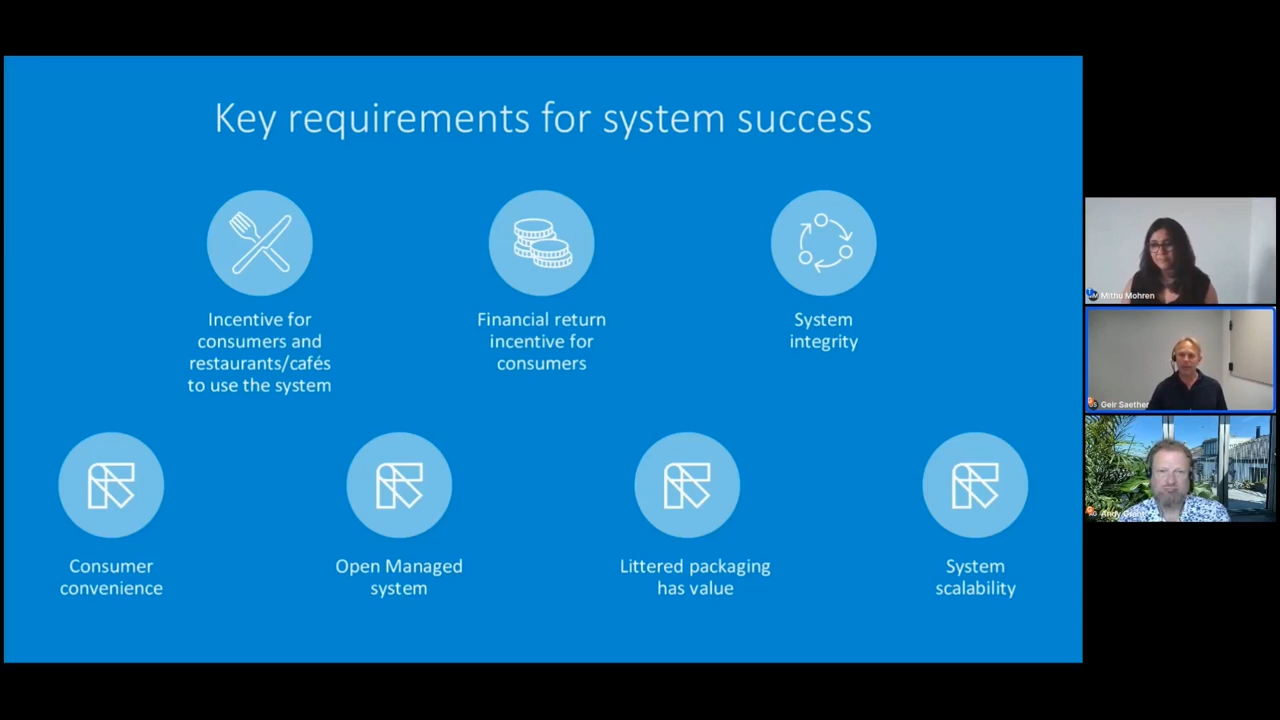 Key requirements for system success
Incentive for
consumers and
restaurants/cafés
to use the system
Financial return
incentive for
consumers
System
integrity
Consumer
convenience
Open Managed
system
Littered packaging
has value
System
scalability
Mithu Mohren
Geir Saether
Andy